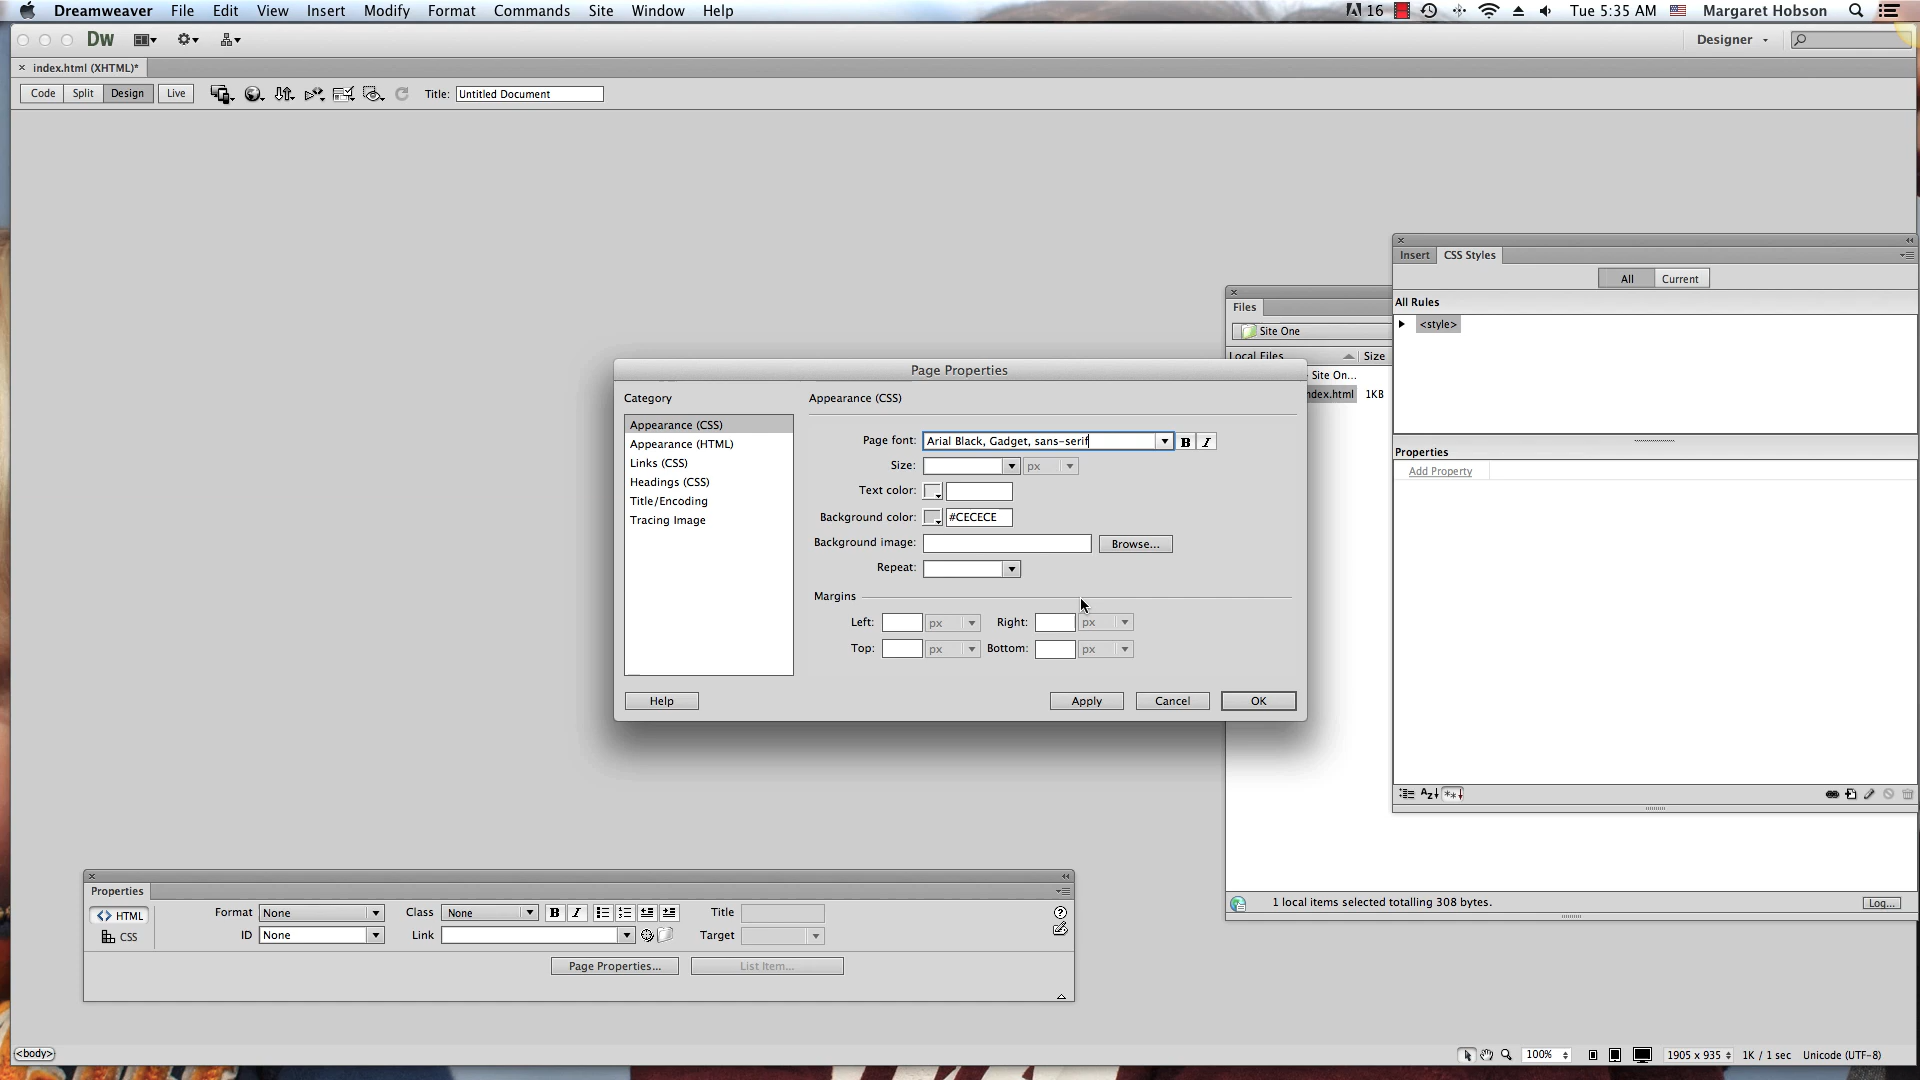 Dreamweaver File Edit View Insert Modify Format Commands Site Window Help 16 Tue 5:35 AM Margaret Hobson
Dw Designer
index.html (XHTML)*
Code Split Design Live Title: Untitled Document
Insert CSS Styles
All Current
Files
All Rules
Site One <style>
Local Files Size
Page Properties
Site On...
ndex.html 1KB
Category Appearance (CSS)
Appearance (CSS)
Appearance (HTML)
Links (CSS)
Headings (CSS)
Title/Encoding
Tracing Image
Page font: Arial Black, Gadget, sans-serif B I
Size: px
Text color:
Background color: #CECECE
Background image: Browse...
Repeat:
Margins
Left: px Right: px
Top: px Bottom: px
Help Apply Cancel OK
Properties
Add Property
Properties
HTML Format None Class None B I Title
CSS ID None Link Target
Page Properties... List Item...
1 local items selected totalling 308 bytes. Log...
<body> 100% 1905 x 935 1K / 1 sec Unicode (UTF-8)